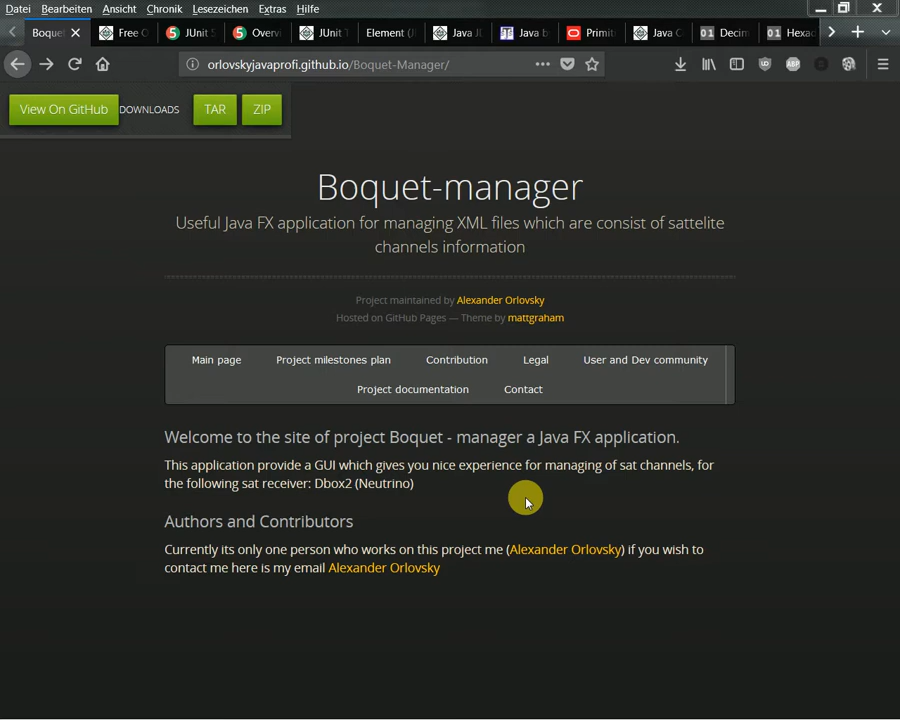 Datei Bearbeiten Ansicht Chronik Lesezeichen Extras Hilfe
Boquet Free O JUnit 5 Overvi JUnit T Element (J Java JD Java b Primit Java C Decim Hexad
orlovskyjavaprofi.github.io/Boquet-Manager/
View On GitHub DOWNLOADS TAR ZIP
Boquet-manager
Useful Java FX application for managing XML files which are consist of sattelite
channels information
Project maintained by Alexander Orlovsky
Hosted on GitHub Pages — Theme by mattgraham
Main page Project milestones plan Contribution Legal User and Dev community
Project documentation Contact
Welcome to the site of project Boquet - manager a Java FX application.
This application provide a GUI which gives you nice experience for managing of sat channels, for
the following sat receiver: Dbox2 (Neutrino)
Authors and Contributors
Currently its only one person who works on this project me (Alexander Orlovsky) if you wish to
contact me here is my email Alexander Orlovsky